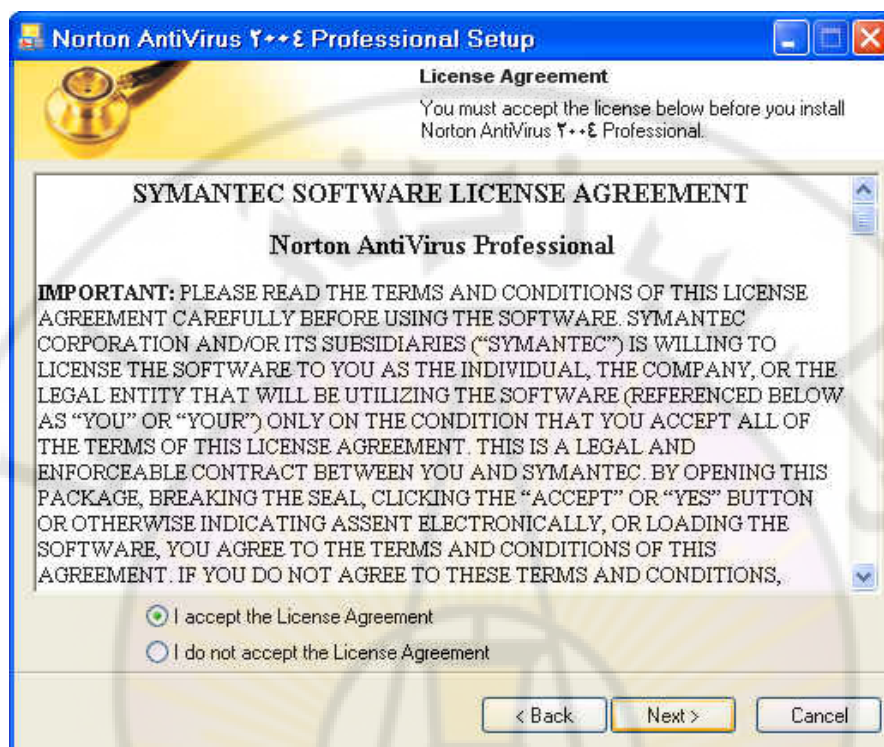 Norton AntiVirus ٢٠٠٤ Professional Setup
License Agreement
You must accept the license below before you install
Norton AntiVirus ٢٠٠٤ Professional.
SYMANTEC SOFTWARE LICENSE AGREEMENT
Norton AntiVirus Professional
IMPORTANT: PLEASE READ THE TERMS AND CONDITIONS OF THIS LICENSE
AGREEMENT CAREFULLY BEFORE USING THE SOFTWARE. SYMANTEC
CORPORATION AND/OR ITS SUBSIDIARIES (“SYMANTEC”) IS WILLING TO
LICENSE THE SOFTWARE TO YOU AS THE INDIVIDUAL, THE COMPANY, OR THE
LEGAL ENTITY THAT WILL BE UTILIZING THE SOFTWARE (REFERENCED BELOW
AS “YOU” OR “YOUR”) ONLY ON THE CONDITION THAT YOU ACCEPT ALL OF
THE TERMS OF THIS LICENSE AGREEMENT. THIS IS A LEGAL AND
ENFORCEABLE CONTRACT BETWEEN YOU AND SYMANTEC. BY OPENING THIS
PACKAGE, BREAKING THE SEAL, CLICKING THE “ACCEPT” OR “YES” BUTTON
OR OTHERWISE INDICATING ASSENT ELECTRONICALLY, OR LOADING THE
SOFTWARE, YOU AGREE TO THE TERMS AND CONDITIONS OF THIS
AGREEMENT. IF YOU DO NOT AGREE TO THESE TERMS AND CONDITIONS,
I accept the License Agreement
I do not accept the License Agreement
< Back
Next >
Cancel